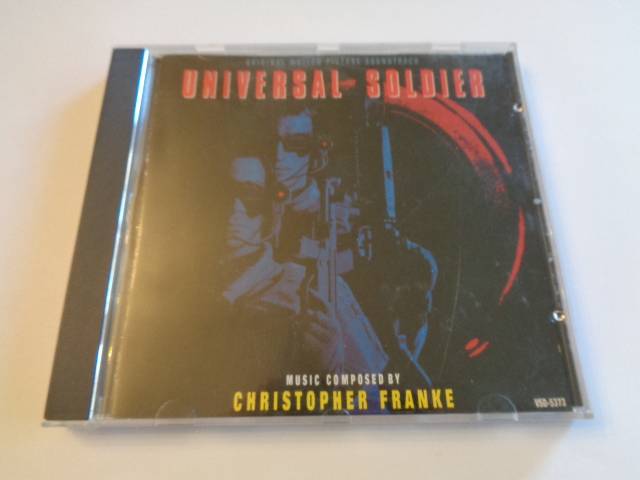 ORIGINAL MOTION PICTURE SOUNDTRACK
UNIVERSAL SOLDIER
MUSIC COMPOSED BY
CHRISTOPHER FRANKE
VSD-5373